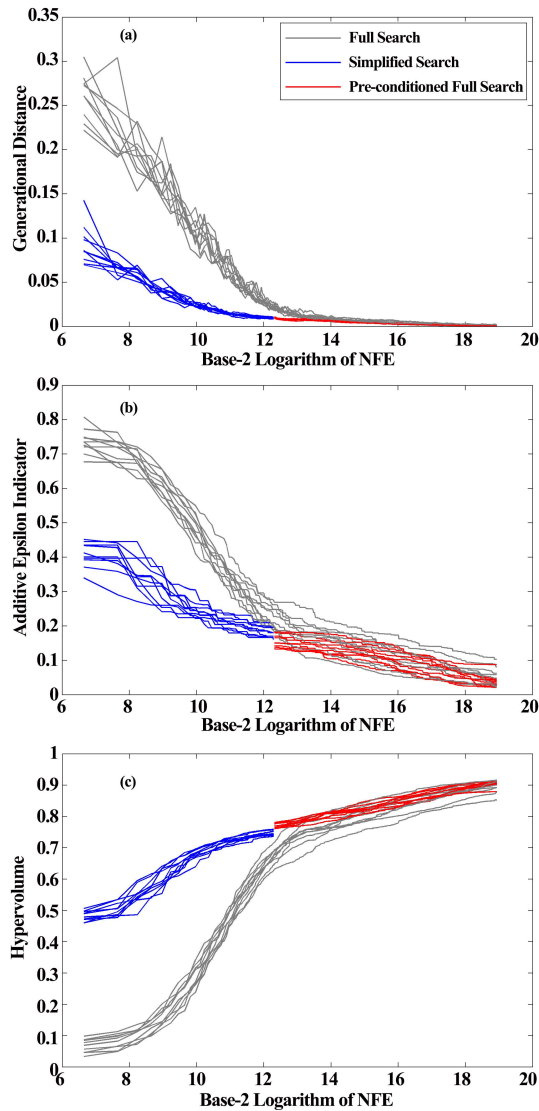 (a)
Full Search
Simplified Search
Pre-conditioned Full Search
Generational Distance
0.35
0.3
0.25
0.2
0.15
0.1
0.05
0
6 8 10 12 14 16 18 20
Base-2 Logarithm of NFE
(b)
Additive Epsilon Indicator
0.9
0.8
0.7
0.6
0.5
0.4
0.3
0.2
0.1
0
6 8 10 12 14 16 18 20
Base-2 Logarithm of NFE
(c)
Hypervolume
1
0.9
0.8
0.7
0.6
0.5
0.4
0.3
0.2
0.1
0
6 8 10 12 14 16 18 20
Base-2 Logarithm of NFE